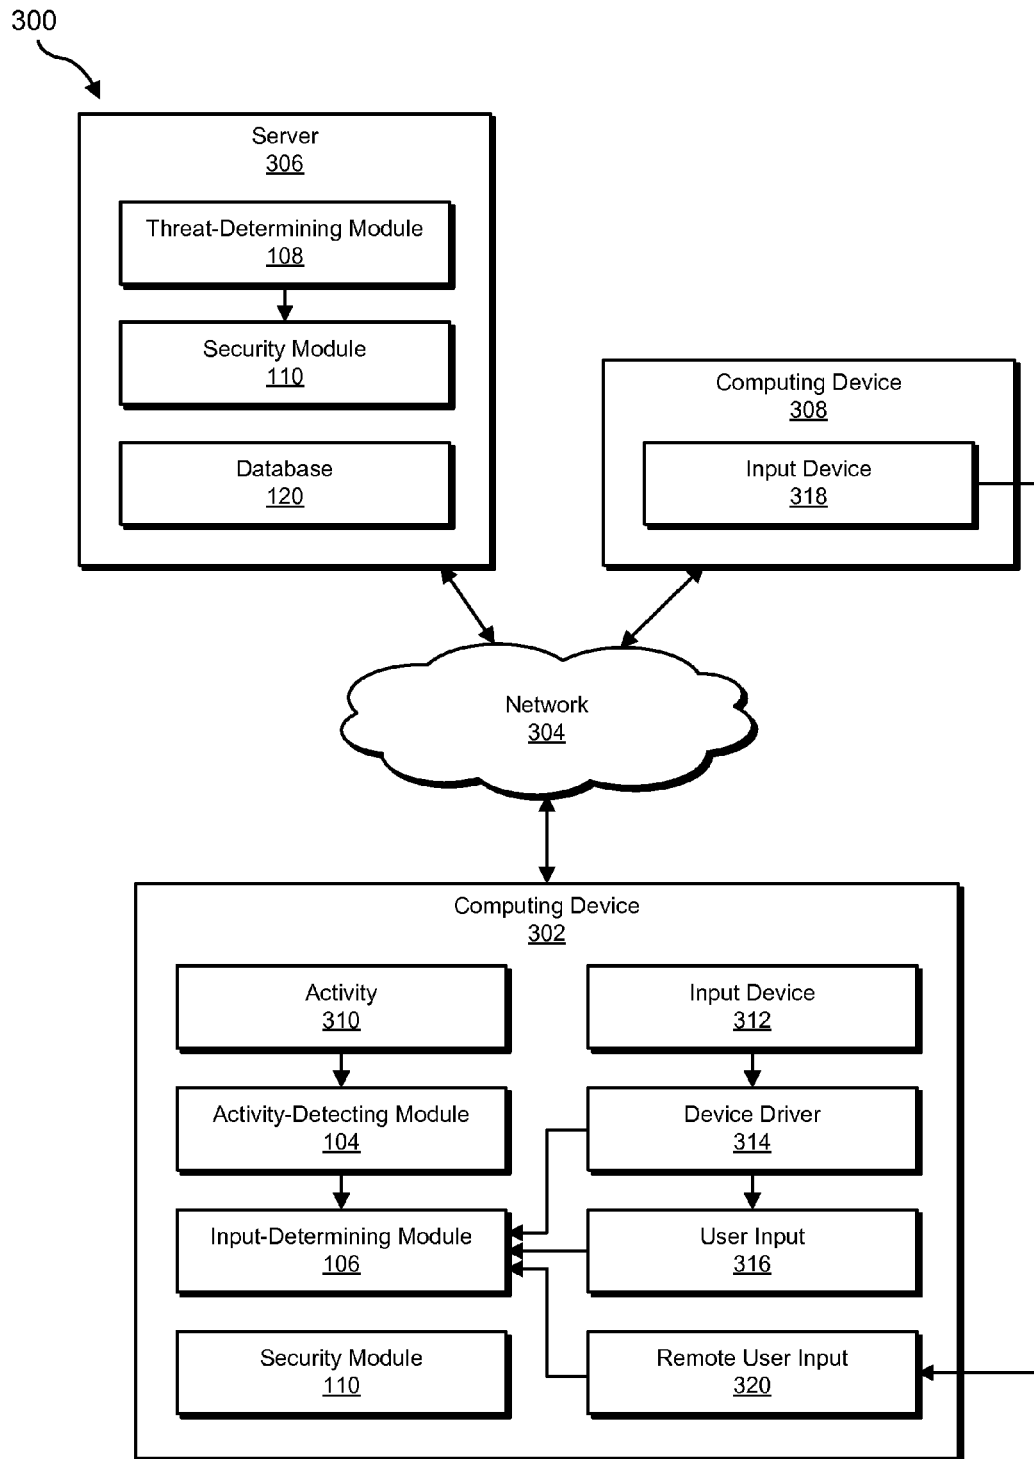 300
Server
306
Threat-Determining Module
108
Security Module
110
Database
120
Computing Device
308
Input Device
318
Network
304
Computing Device
302
Activity
310
Input Device
312
Activity-Detecting Module
104
Device Driver
314
Input-Determining Module
106
User Input
316
Security Module
110
Remote User Input
320